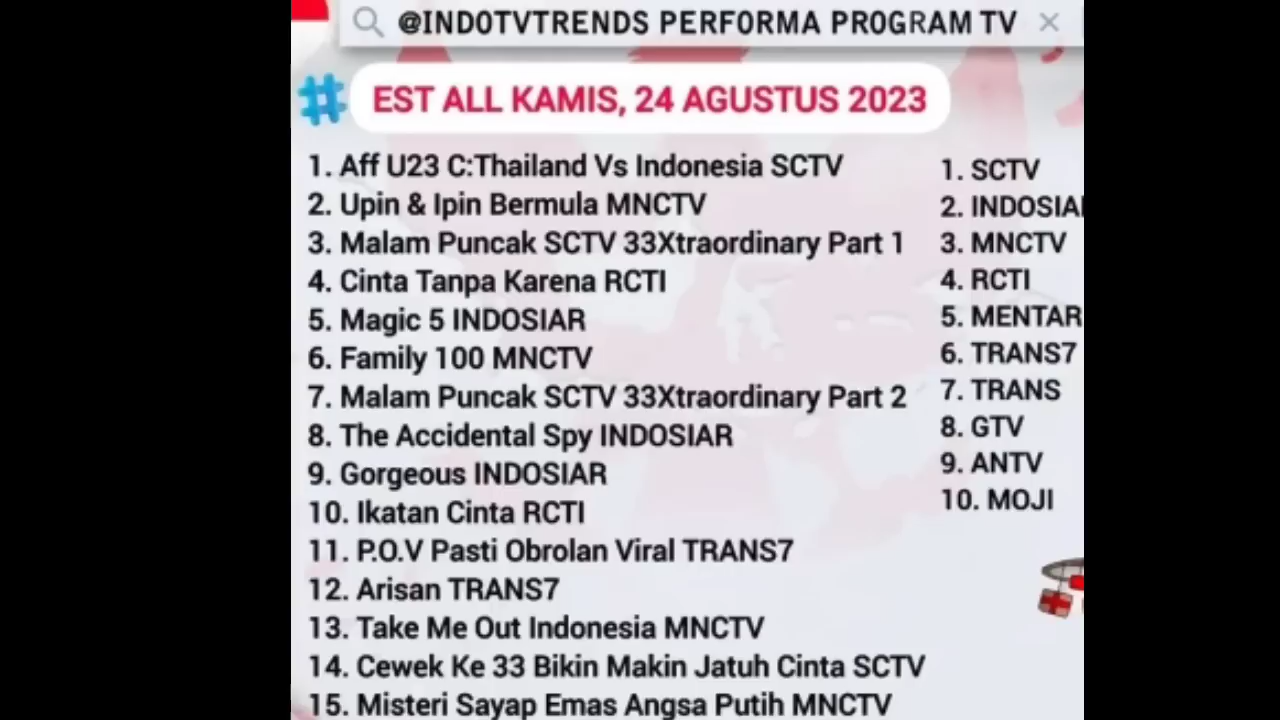 @INDOTVTRENDS PERFORMA PROGRAM TV
# EST ALL KAMIS, 24 AGUSTUS 2023
1. Aff U23 C:Thailand Vs Indonesia SCTV
2. Upin & Ipin Bermula MNCTV
3. Malam Puncak SCTV 33Xtraordinary Part 1
4. Cinta Tanpa Karena RCTI
5. Magic 5 INDOSIAR
6. Family 100 MNCTV
7. Malam Puncak SCTV 33Xtraordinary Part 2
8. The Accidental Spy INDOSIAR
9. Gorgeous INDOSIAR
10. Ikatan Cinta RCTI
11. P.O.V Pasti Obrolan Viral TRANS7
12. Arisan TRANS7
13. Take Me Out Indonesia MNCTV
14. Cewek Ke 33 Bikin Makin Jatuh Cinta SCTV
15. Misteri Sayap Emas Angsa Putih MNCTV
1. SCTV
2. INDOSIA
3. MNCTV
4. RCTI
5. MENTAR
6. TRANS7
7. TRANS
8. GTV
9. ANTV
10. MOJI